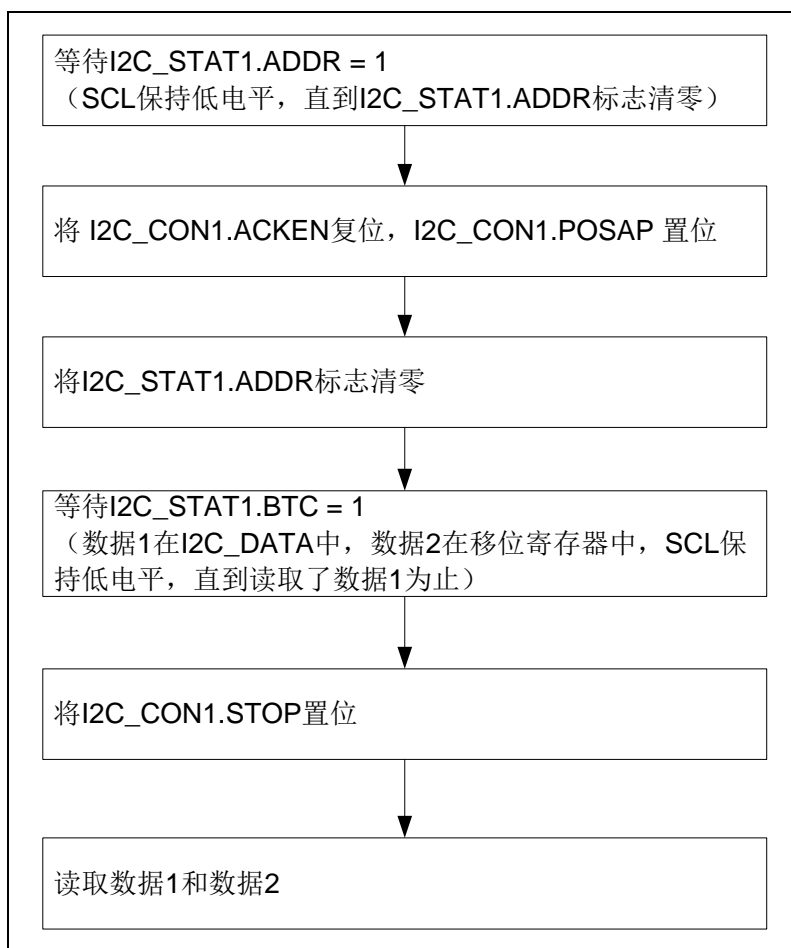 等待I2C_STAT1.ADDR = 1
（SCL保持低电平，直到I2C_STAT1.ADDR标志清零）
将 I2C_CON1.ACKEN复位，I2C_CON1.POSAP 置位
将I2C_STAT1.ADDR标志清零
等待I2C_STAT1.BTC = 1
（数据1在I2C_DATA中，数据2在移位寄存器中，SCL保
持低电平，直到读取了数据1为止）
将I2C_CON1.STOP置位
读取数据1和数据2